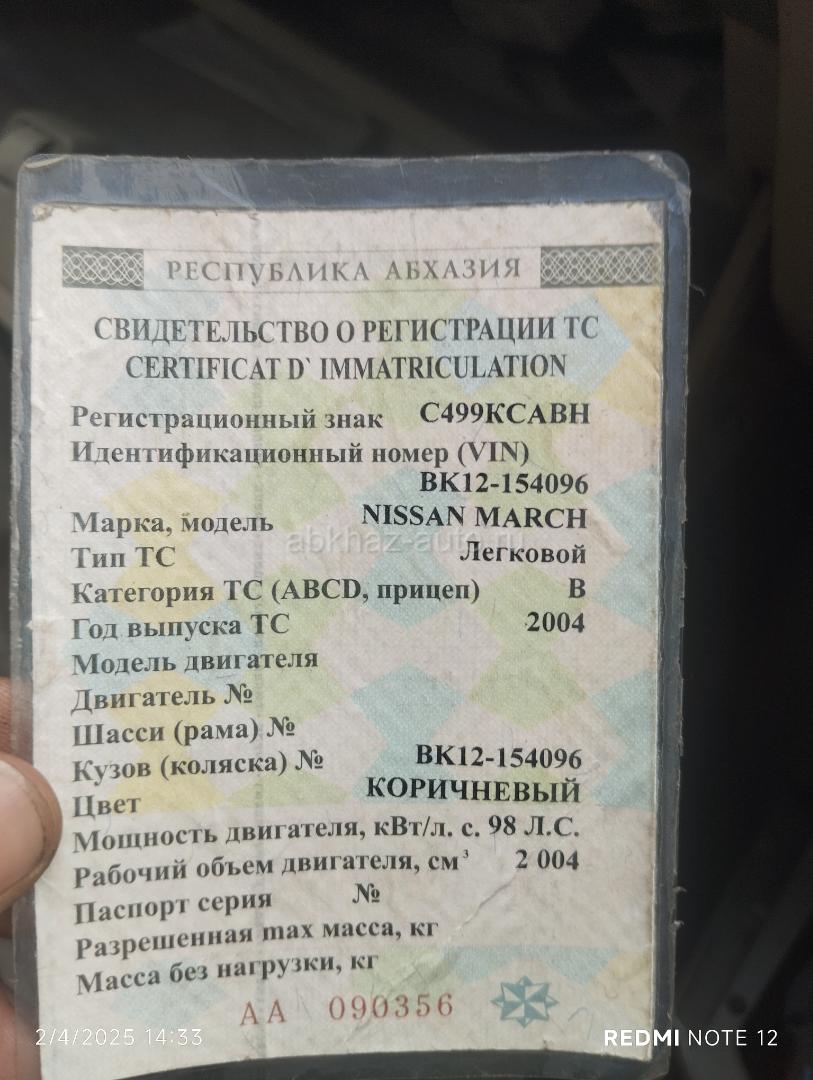 РЕСПУБЛИКА АБХАЗИЯ
СВИДЕТЕЛЬСТВО О РЕГИСТРАЦИИ ТС
CERTIFICAT D` IMMATRICULATION
Регистрационный знак С499КСАВН
Идентификационный номер (VIN)
BK12-154096
Марка, модель NISSAN MARCH
abkhaz-auto.ru
Тип ТС Легковой
Категория ТС (ABCD, прицеп) B
Год выпуска ТС 2004
Модель двигателя
Двигатель №
Шасси (рама) №
Кузов (коляска) № BK12-154096
Цвет КОРИЧНЕВЫЙ
Мощность двигателя, кВт/л. с. 98 Л.С.
Рабочий объем двигателя, см³ 2 004
Паспорт серия №
Разрешенная max масса, кг
Масса без нагрузки, кг
АА 090356
2/4/2025 14:33 REDMI NOTE 12